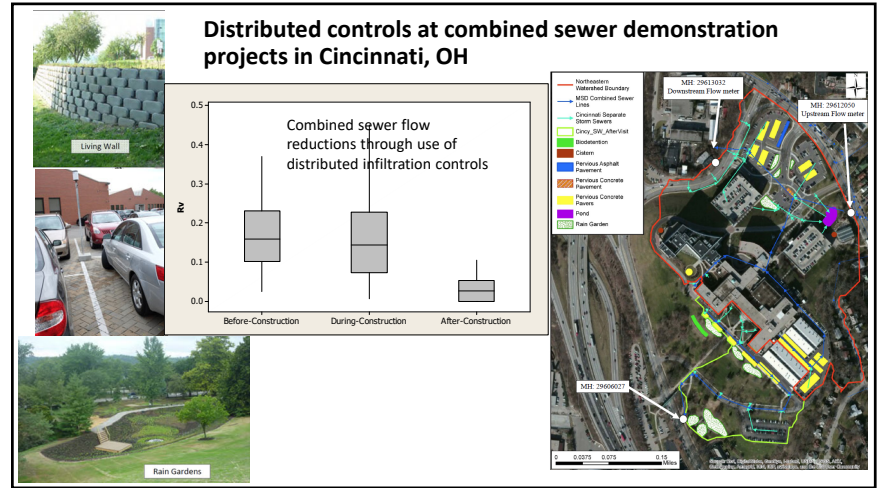 Distributed controls at combined sewer demonstration
projects in Cincinnati, OH
Living Wall
Combined sewer flow
reductions through use of
distributed infiltration controls
0.5
0.4
0.3
0.2
0.1
0.0
Rv
Before-Construction
During-Construction
After-Construction
Rain Gardens
Northeastern
Watershed Boundary
MSD Combined Sewer
Lines
Cincinnati Separate
Storm Sewers
Cincy_SW_AfterVisit
Biodetention
Cistern
Pervious Asphalt
Pavement
Pervious Concrete
Pavement
Pervious Concrete
Pavers
Pond
Rain Garden
MH: 29613032
Downstream Flow meter
MH: 29612050
Upstream Flow meter
MH: 29606027
0 0.0375 0.075 0.15
Miles